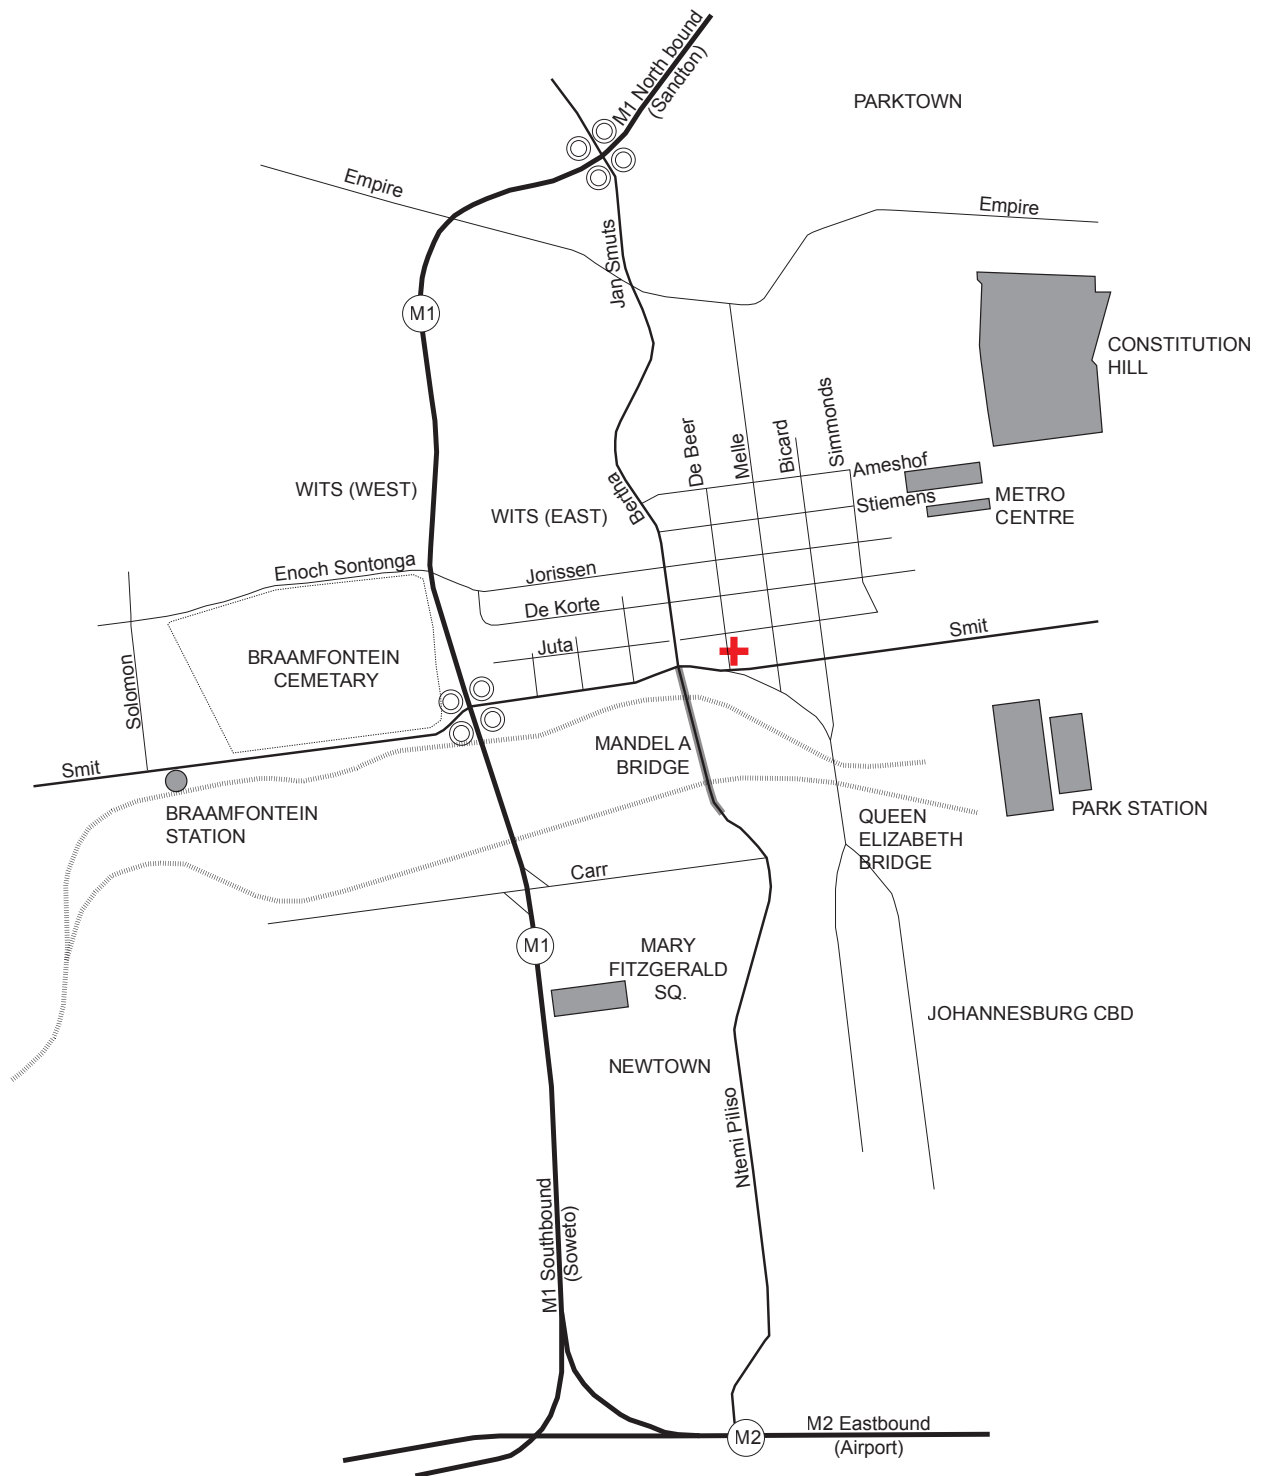 M1 North bound
(Sandton)
PARKTOWN
Empire
Empire
Jan Smuts
M1
CONSTITUTION
HILL
De Beer
Melle
Bicard
Simmonds
Ameshof
Stiemens
METRO
CENTRE
WITS (WEST)
WITS (EAST)
Bertha
Enoch Sontonga
Jorissen
De Korte
Juta
Smit
BRAAMFONTEIN
CEMETARY
Solomon
Smit
MANDEL A
BRIDGE
BRAAMFONTEIN
STATION
PARK STATION
QUEEN
ELIZABETH
BRIDGE
Carr
M1
MARY
FITZGERALD
SQ.
JOHANNESBURG CBD
NEWTOWN
Ntemi Piliso
M1 Southbound
(Soweto)
M2
M2 Eastbound
(Airport)